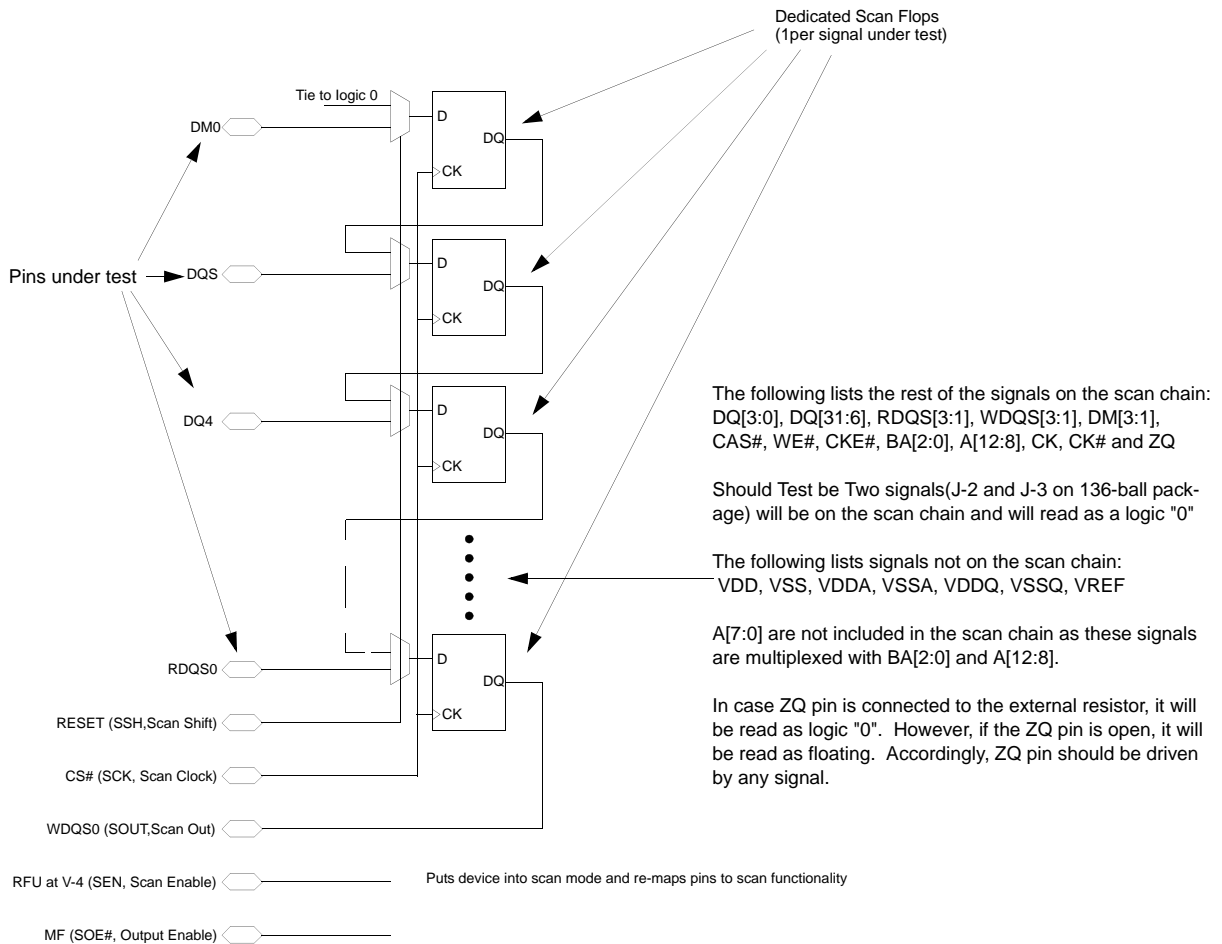 Dedicated Scan Flops
(1per signal under test)
Tie to logic 0
D
DM0
DQ
CK
D
Pins under test
DQS
DQ
CK
D
DQ4
DQ
CK
The following lists the rest of the signals on the scan chain:
DQ[3:0], DQ[31:6], RDQS[3:1], WDQS[3:1], DM[3:1],
CAS#, WE#, CKE#, BA[2:0], A[12:8], CK, CK# and ZQ
Should Test be Two signals(J-2 and J-3 on 136-ball pack-
age) will be on the scan chain and will read as a logic "0"
The following lists signals not on the scan chain:
VDD, VSS, VDDA, VSSA, VDDQ, VSSQ, VREF
A[7:0] are not included in the scan chain as these signals
are multiplexed with BA[2:0] and A[12:8].
In case ZQ pin is connected to the external resistor, it will
be read as logic "0".  However, if the ZQ pin is open, it will
be read as floating.  Accordingly, ZQ pin should be driven
by any signal.
D
RDQS0
DQ
CK
RESET (SSH,Scan Shift)
CS# (SCK, Scan Clock)
WDQS0 (SOUT,Scan Out)
RFU at V-4 (SEN, Scan Enable)
Puts device into scan mode and re-maps pins to scan functionality
MF (SOE#, Output Enable)